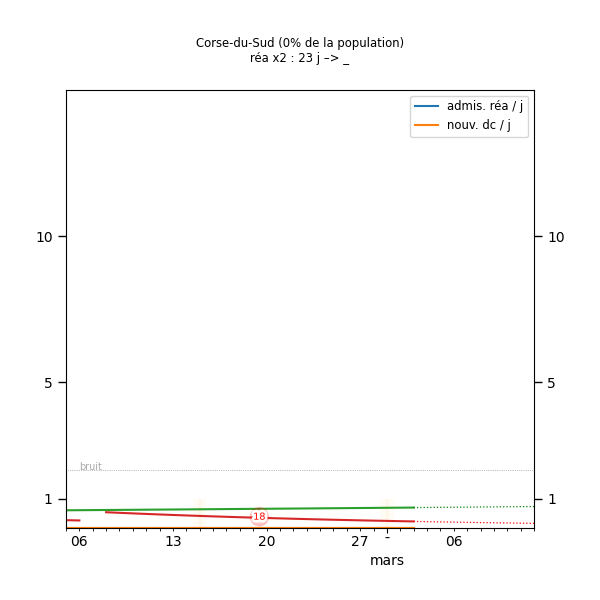 Corse-du-Sud (0% de la population)
réa x2 : 23 j –> _
admis. réa / j
nouv. dc / j
10 10
5 5
bruit
1 1
-18
06 13 20 27 - 06
mars